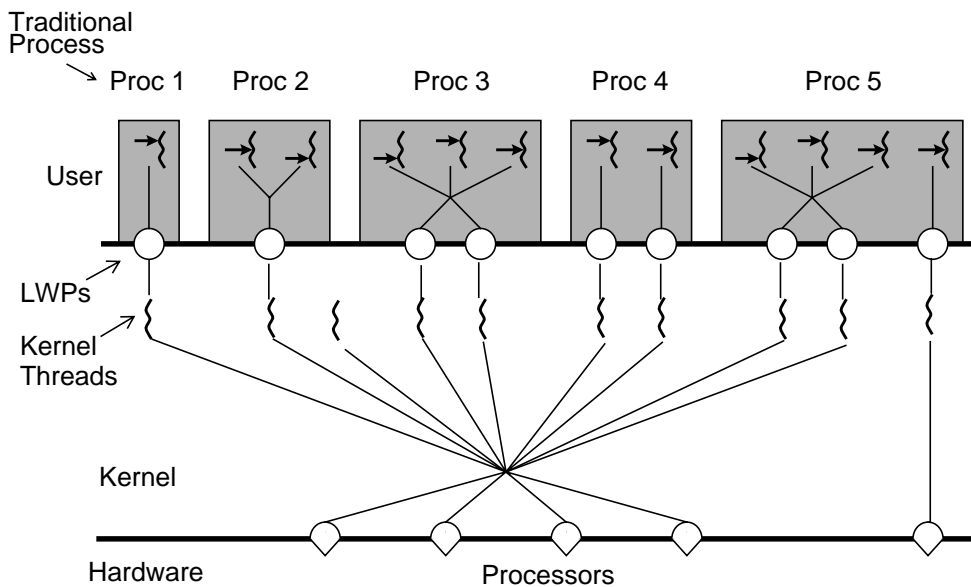 Traditional
Process
Proc 1 Proc 2 Proc 3 Proc 4 Proc 5
User
LWPs
Kernel
Threads
Kernel
Hardware
Processors